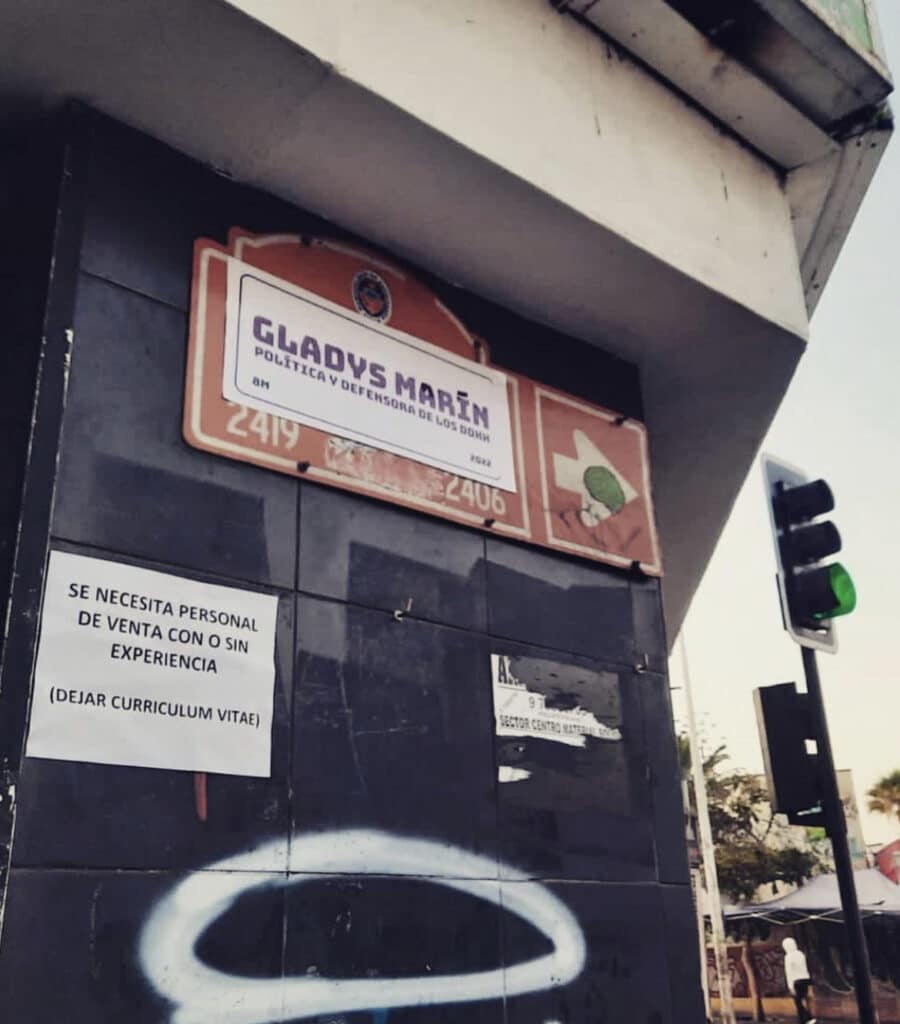 GLADYS MARÍN
POLÍTICA Y DEFENSORA DE LOS DDHH
8M
2022
2419
2406
SE NECESITA PERSONAL
DE VENTA CON O SIN
EXPERIENCIA
(DEJAR CURRICULUM VITAE)
SECTOR CENTRO MATERIAL